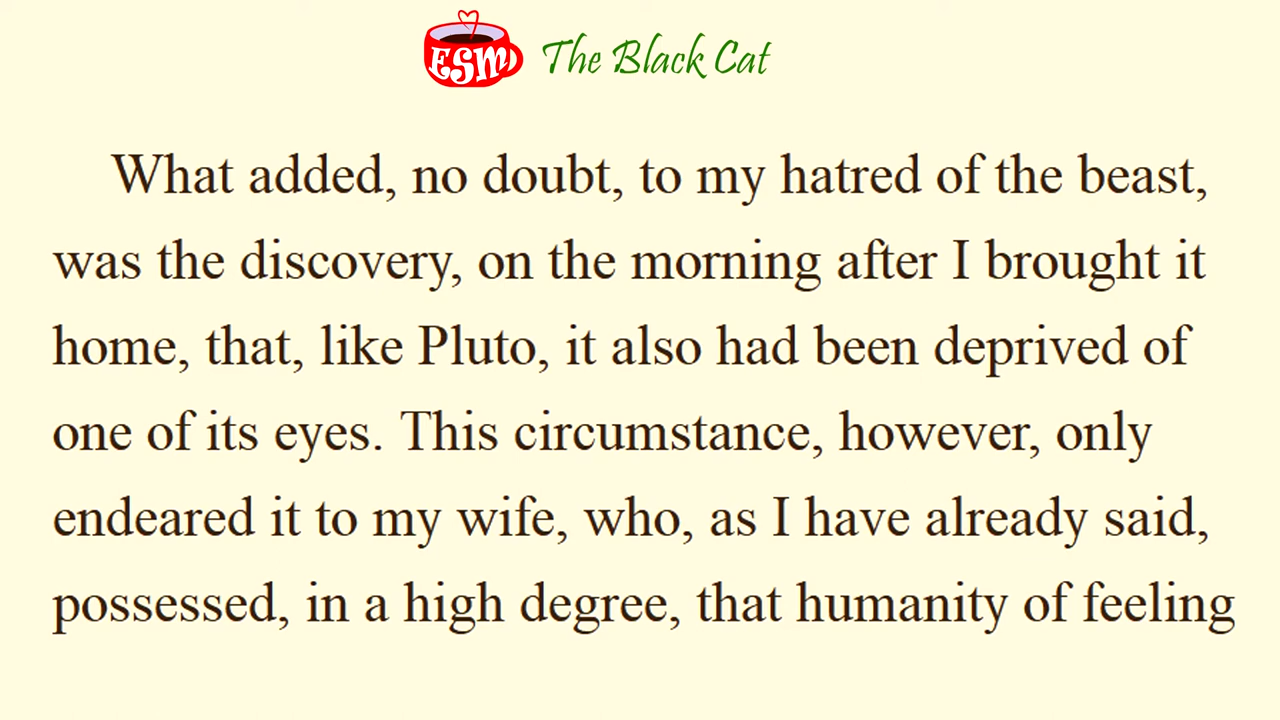 ESM The Black Cat
What added, no doubt, to my hatred of the beast,
was the discovery, on the morning after I brought it
home, that, like Pluto, it also had been deprived of
one of its eyes. This circumstance, however, only
endeared it to my wife, who, as I have already said,
possessed, in a high degree, that humanity of feeling